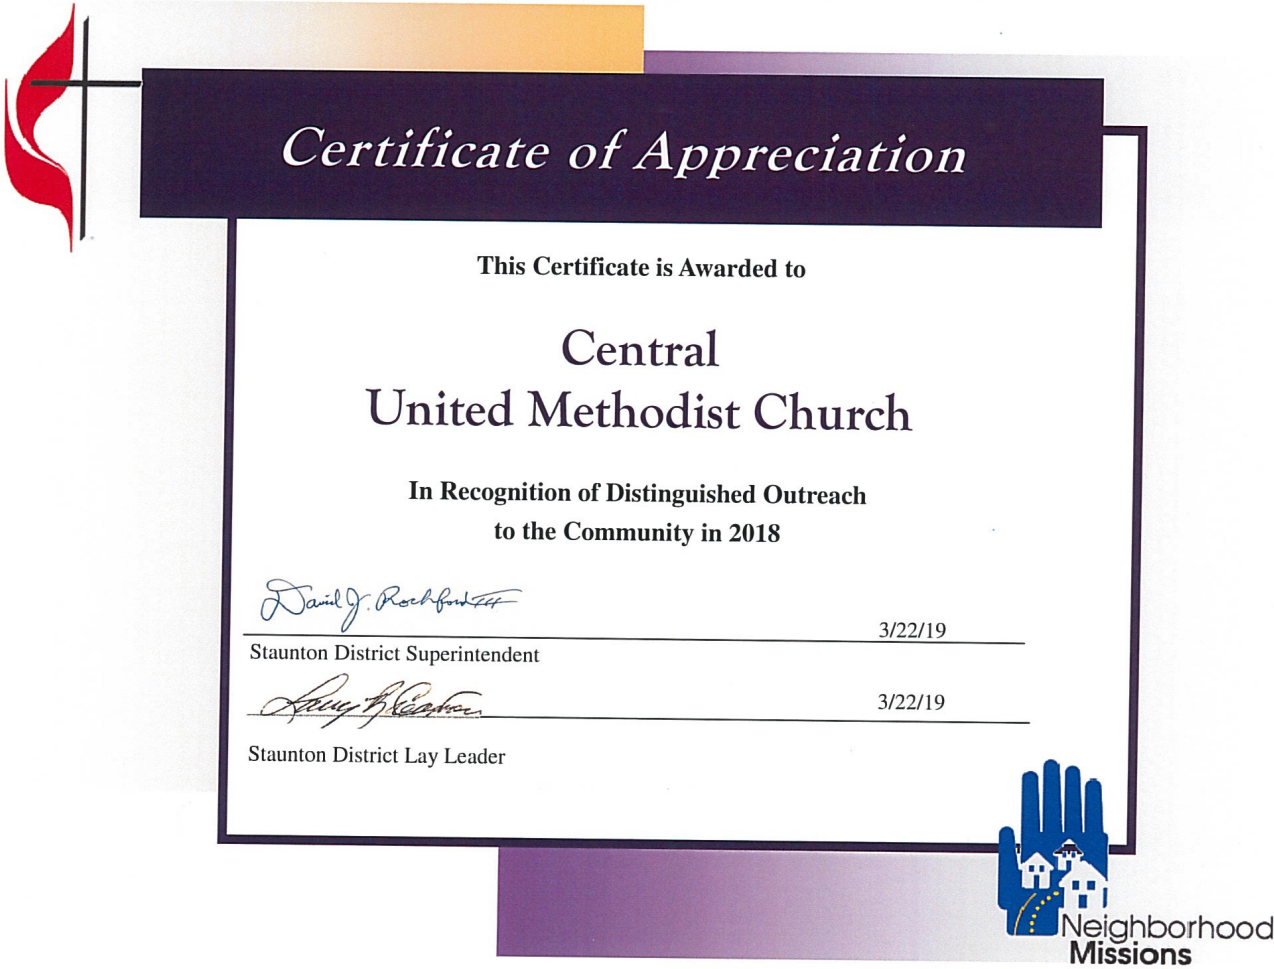 Certificate of Appreciation
This Certificate is Awarded to
Central
United Methodist Church
In Recognition of Distinguished Outreach
to the Community in 2018
David J. Rochford III
3/22/19
Staunton District Superintendent
3/22/19
Staunton District Lay Leader
Neighborhood
Missions